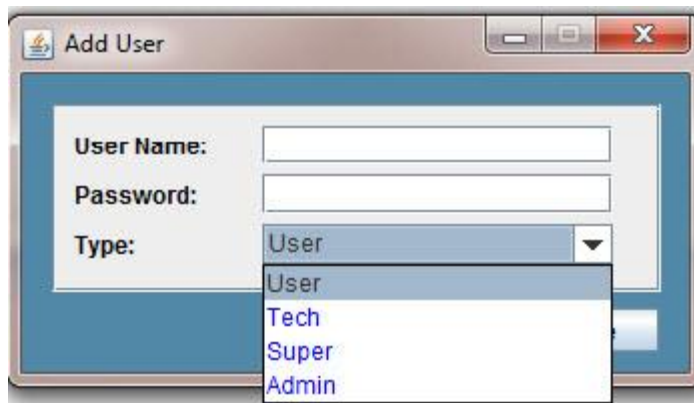 Add User
User Name:
Password:
Type: User
User
Tech
Super
Admin